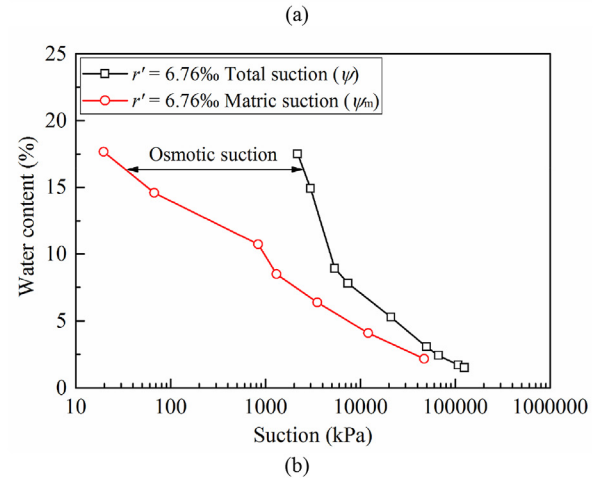 (a)
r′ = 6.76‰ Total suction (ψ)
r′ = 6.76‰ Matric suction (ψm)
Osmotic suction
Water content (%)
25
20
15
10
5
0
10 100 1000 10000 100000 1000000
Suction (kPa)
(b)